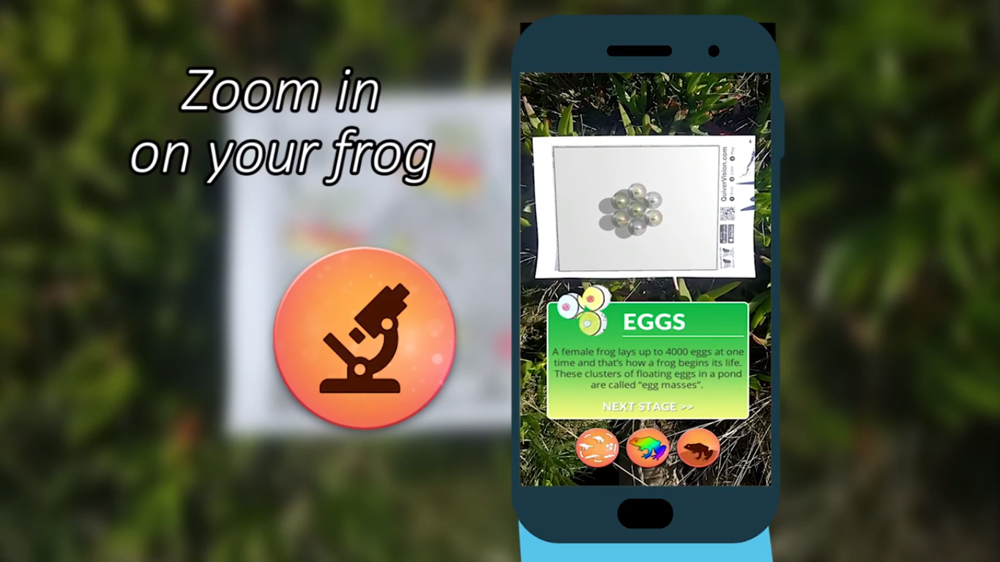 Zoom in
on your frog
QuiverVision.com
EGGS
A female frog lays up to 4000 eggs at one
time and that's how a frog begins its life.
These clusters of floating eggs in a pond
are called “egg masses”.
NEXT STAGE >>